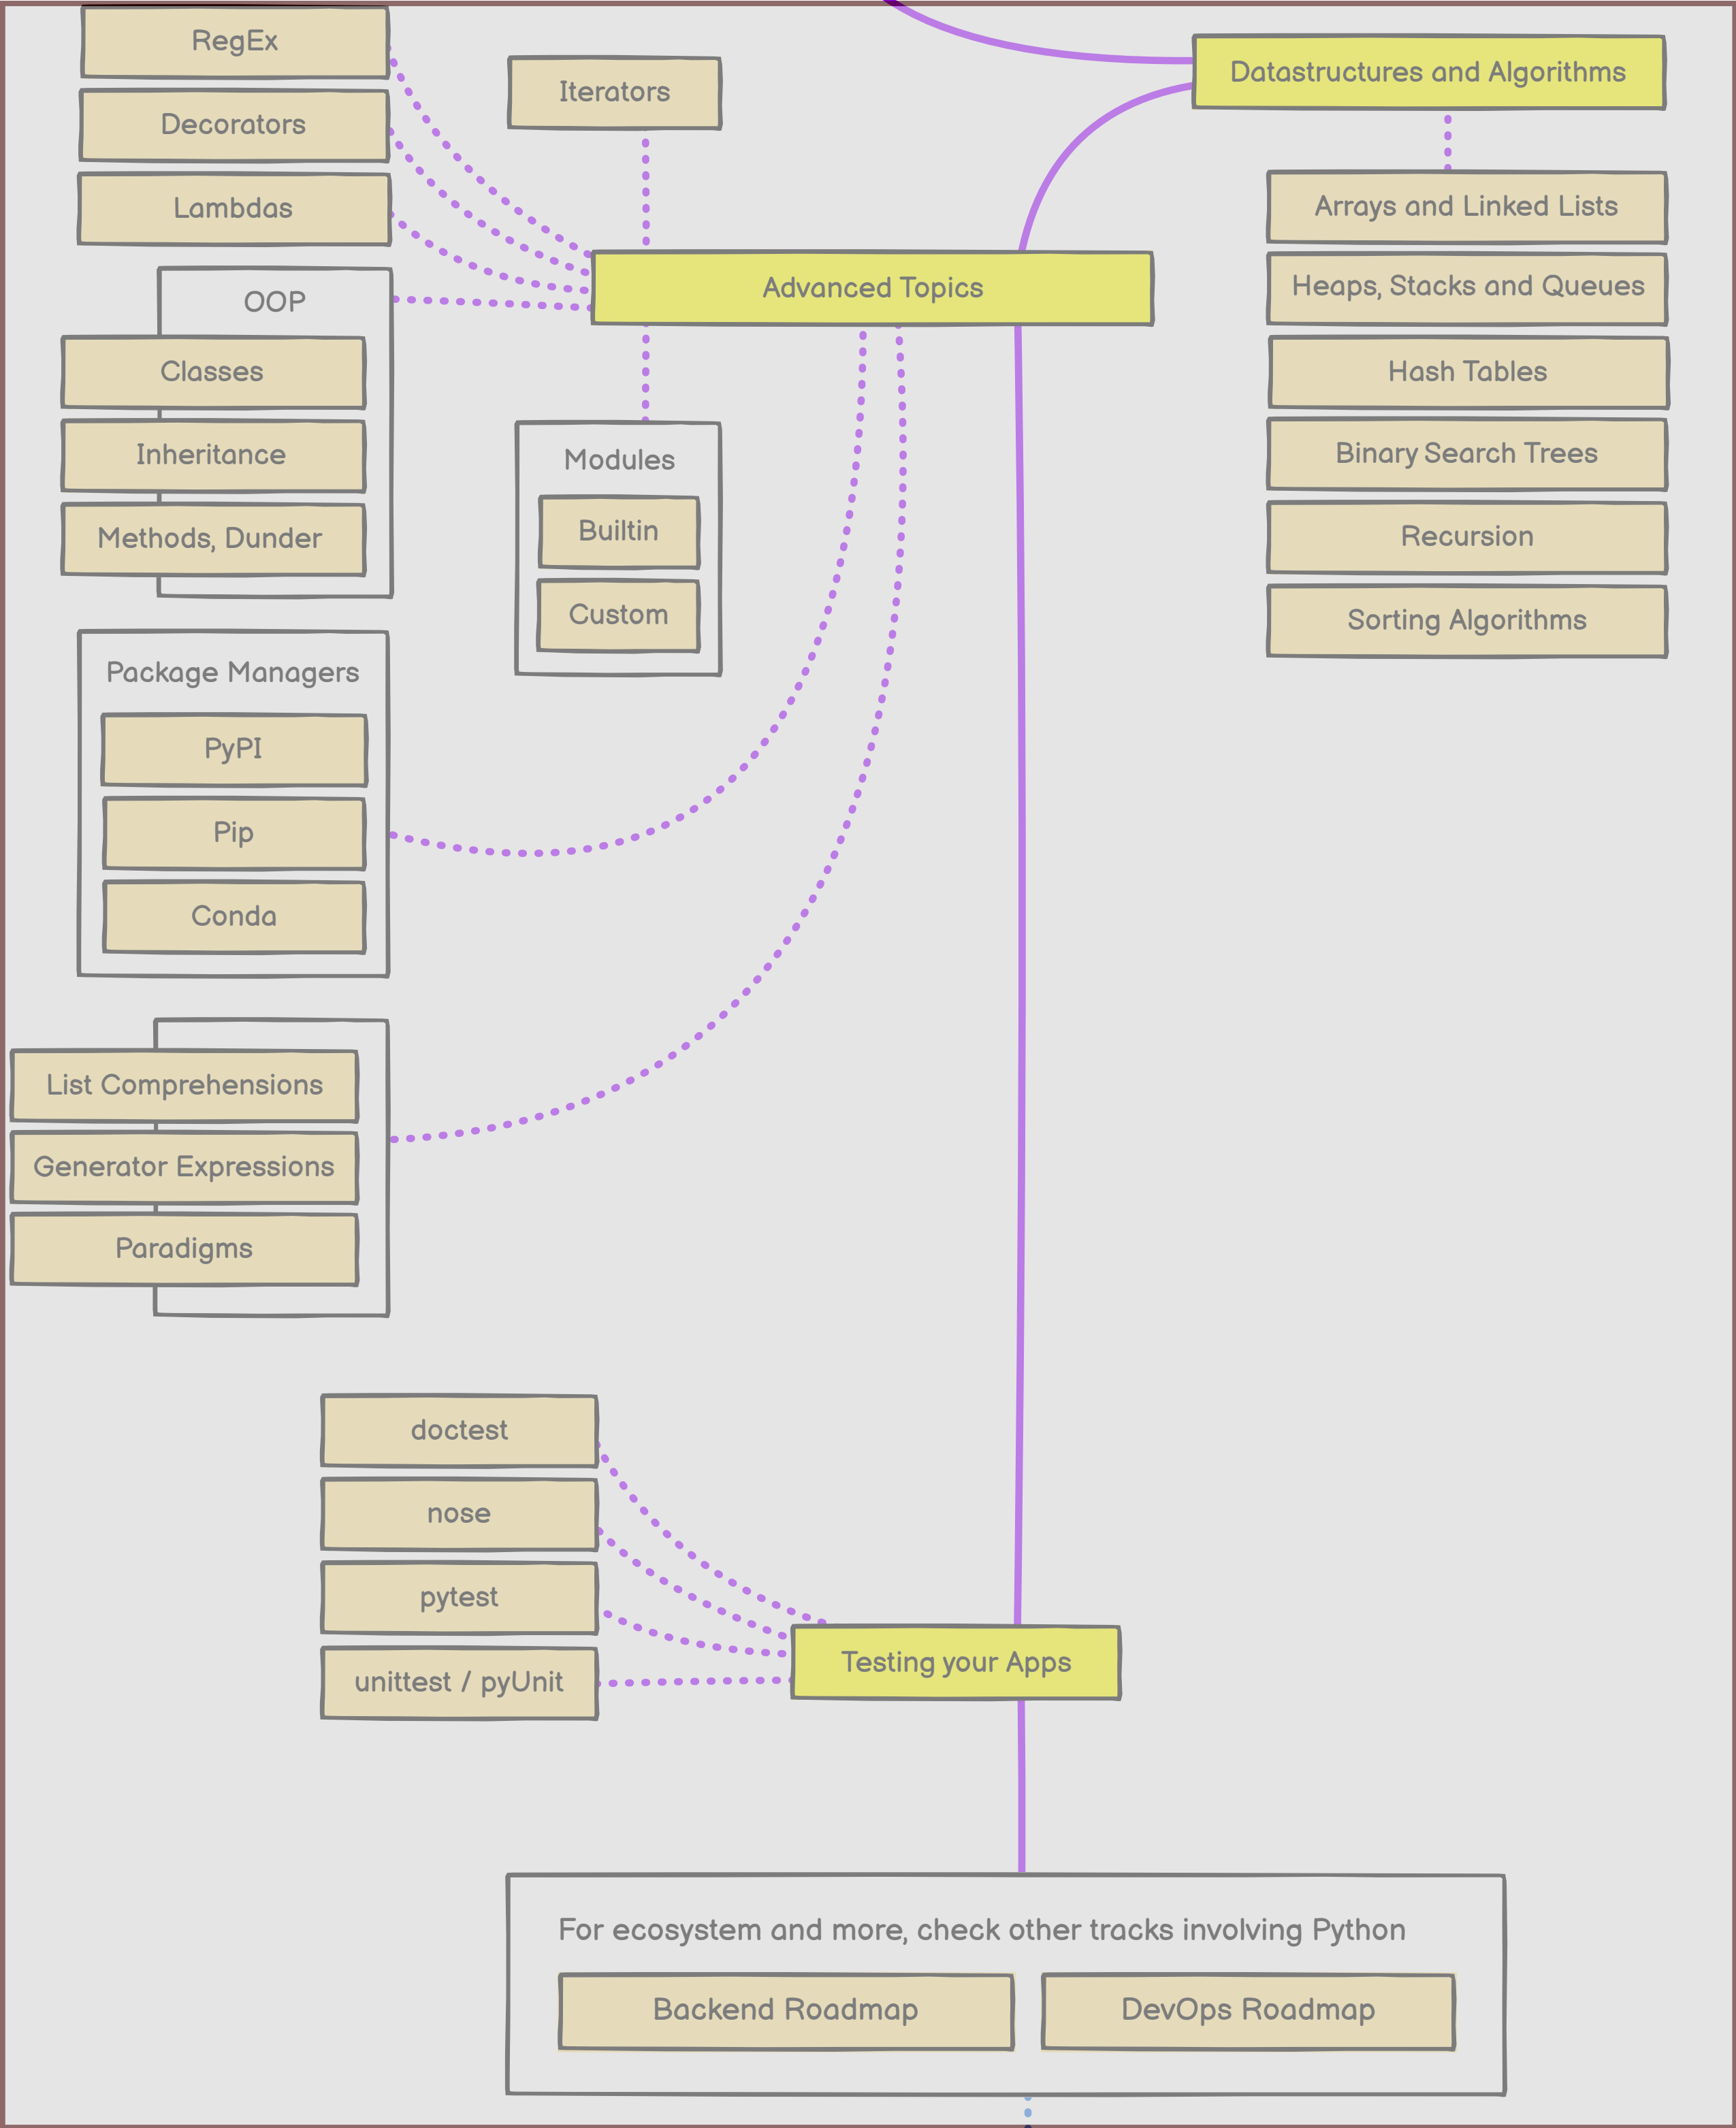 RegEx
Decorators
Lambdas
Iterators
Datastructures and Algorithms
Arrays and Linked Lists
Heaps, Stacks and Queues
Hash Tables
Binary Search Trees
Recursion
Sorting Algorithms
Advanced Topics
OOP
Classes
Inheritance
Methods, Dunder
Modules
Builtin
Custom
Package Managers
PyPI
Pip
Conda
List Comprehensions
Generator Expressions
Paradigms
doctest
nose
pytest
unittest / pyUnit
Testing your Apps
For ecosystem and more, check other tracks involving Python
Backend Roadmap
DevOps Roadmap